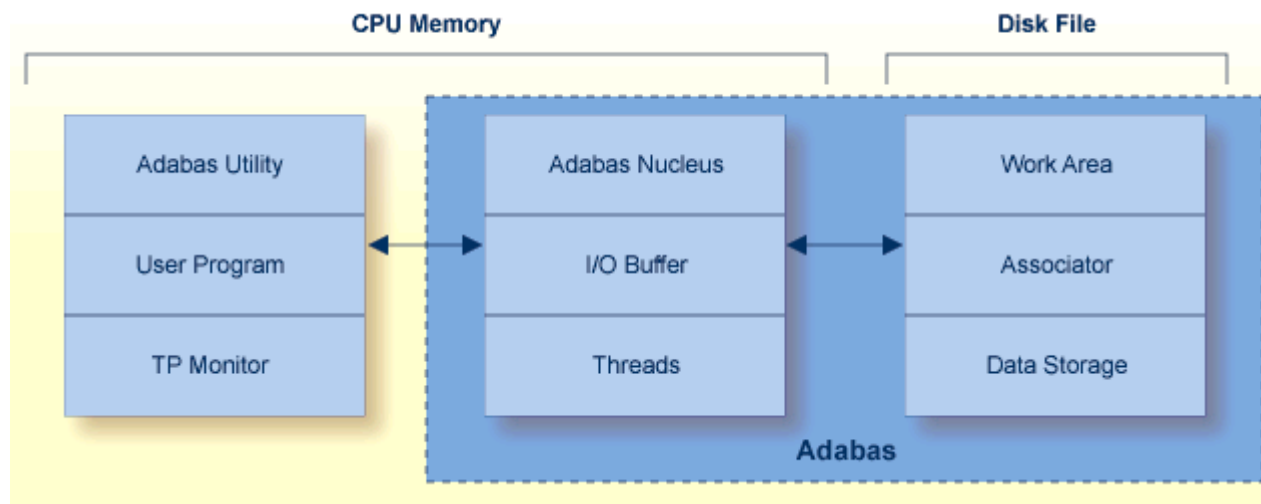 CPU Memory
Disk File
Adabas Utility
User Program
TP Monitor
Adabas Nucleus
I/O Buffer
Threads
Work Area
Associator
Data Storage
Adabas